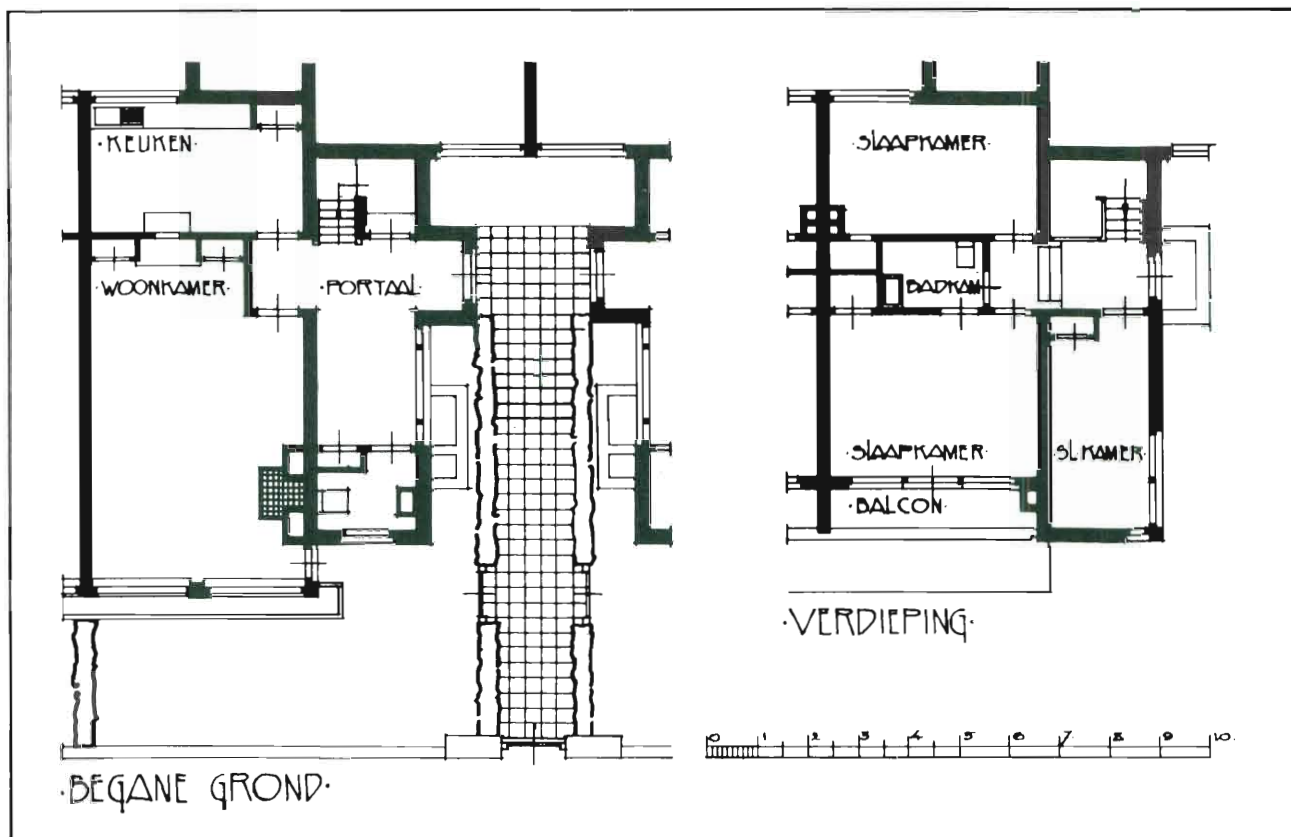 ·KEUKEN·
·WOONKAMER·
·PORTAAL·
·BEGANE GROND·
·SLAAPKAMER·
·BADKAM·
·SLAAPKAMER·
·SL.KAMER·
·BALCON·
·VERDIEPING·
0 1 2 3 4 5 6 7 8 9 10.